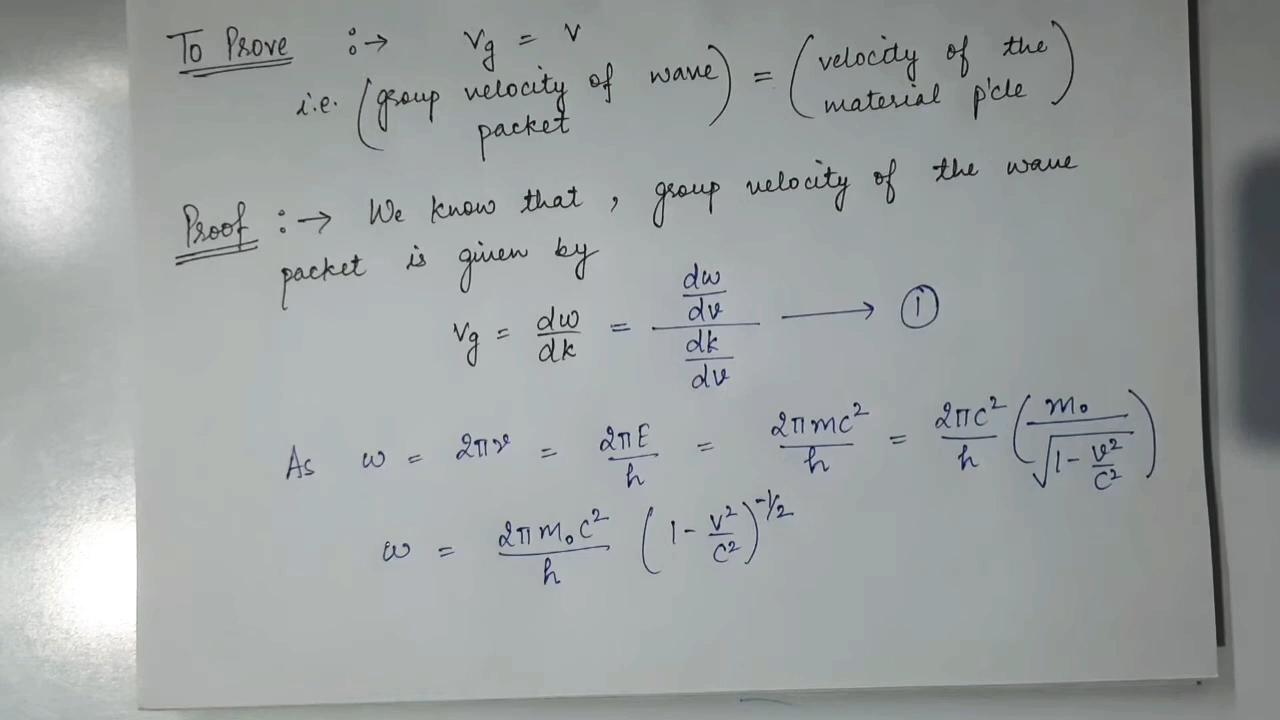 To Prove :→ Vg = V
i.e. (group velocity of wave packet) = (velocity of the material p'cle)
Proof :→ We know that, group velocity of the wave
packet is given by
Vg = dω/dk = (dω/dv)/(dk/dv) ⟶ ①
As ω = 2πν = 2πE/h = 2πmc²/h = 2πc²/h (m₀/√(1 - v²/c²))
ω = 2πm₀c²/h (1 - v²/c²)^(-1/2)